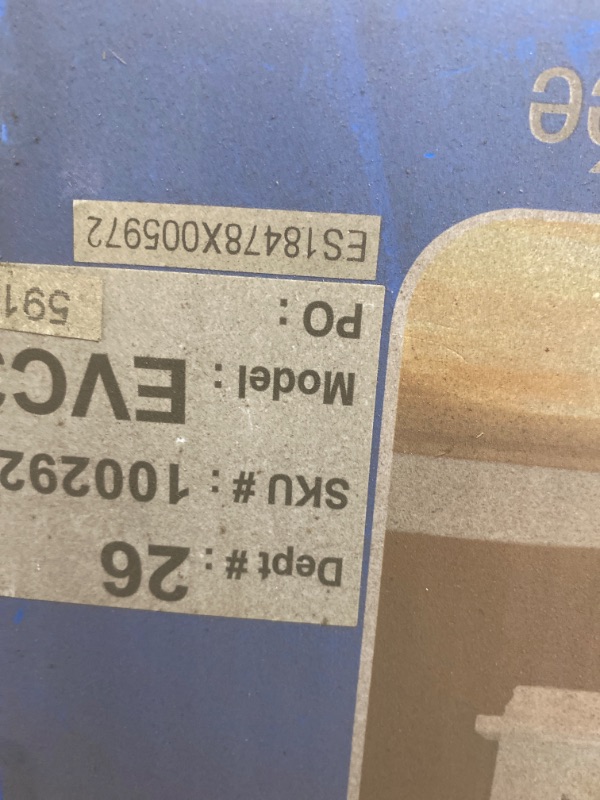 Dept # : 26
SKU # : 100292
Model : EVC
PO : 591
ES18478X005972